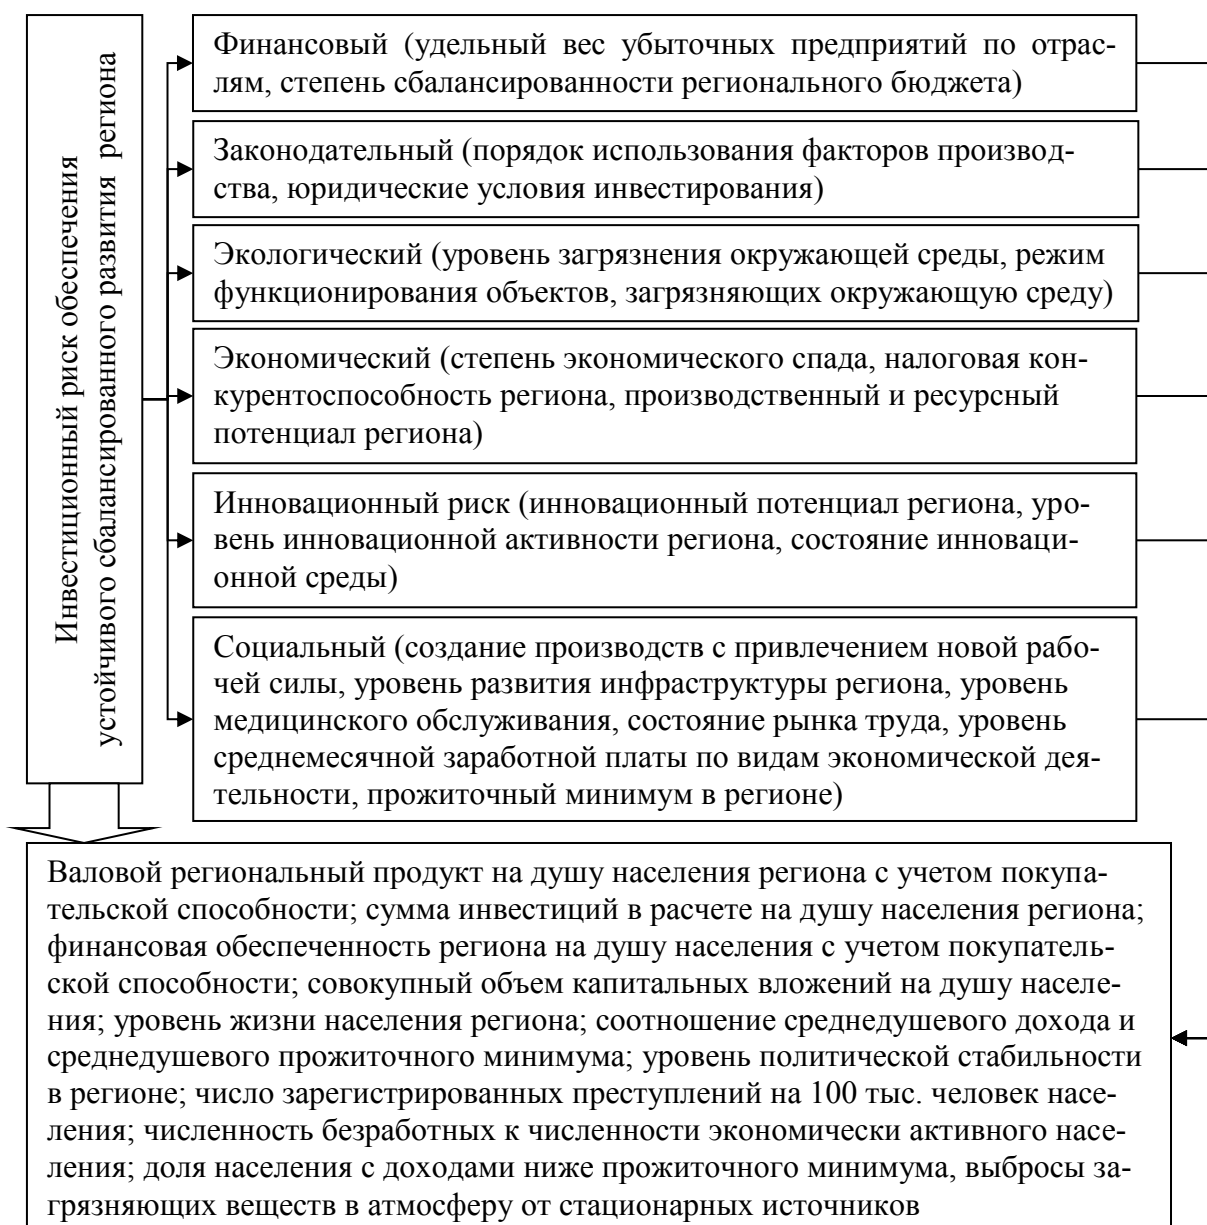 Инвестиционный риск обеспечения
устойчивого сбалансированного развития региона
Финансовый (удельный вес убыточных предприятий по отрас-
лям, степень сбалансированности регионального бюджета)
Законодательный (порядок использования факторов производ-
ства, юридические условия инвестирования)
Экологический (уровень загрязнения окружающей среды, режим
функционирования объектов, загрязняющих окружающую среду)
Экономический (степень экономического спада, налоговая кон-
курентоспособность региона, производственный и ресурсный
потенциал региона)
Инновационный риск (инновационный потенциал региона, уро-
вень инновационной активности региона, состояние инноваци-
онной среды)
Социальный (создание производств с привлечением новой рабо-
чей силы, уровень развития инфраструктуры региона, уровень
медицинского обслуживания, состояние рынка труда, уровень
среднемесячной заработной платы по видам экономической дея-
тельности, прожиточный минимум в регионе)
Валовой региональный продукт на душу населения региона с учетом покупа-
тельской способности; сумма инвестиций в расчете на душу населения региона;
финансовая обеспеченность региона на душу населения с учетом покупатель-
ской способности; совокупный объем капитальных вложений на душу населе-
ния; уровень жизни населения региона; соотношение среднедушевого дохода и
среднедушевого прожиточного минимума; уровень политической стабильности
в регионе; число зарегистрированных преступлений на 100 тыс. человек насе-
ления; численность безработных к численности экономически активного насе-
ления; доля населения с доходами ниже прожиточного минимума, выбросы за-
грязняющих веществ в атмосферу от стационарных источников